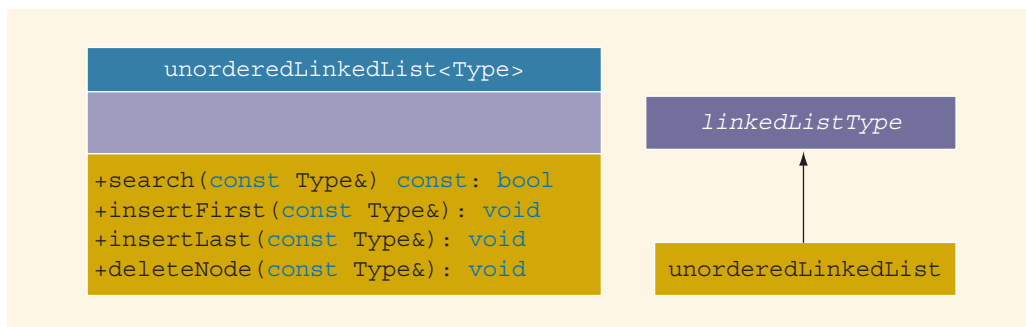 unorderedLinkedList<Type>
+search(const Type&) const: bool
+insertFirst(const Type&): void
+insertLast(const Type&): void
+deleteNode(const Type&): void
linkedListType
unorderedLinkedList